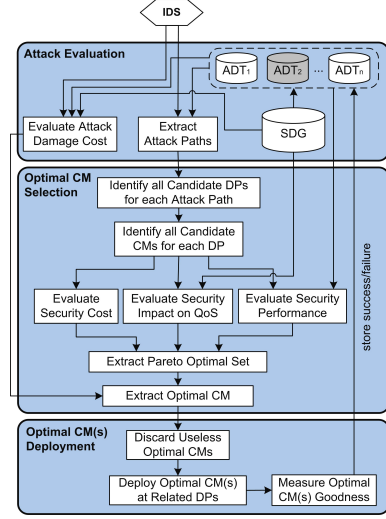 IDS
Attack Evaluation
ADT1
ADT2
...
ADTn
Evaluate Attack
Damage Cost
Extract
Attack Paths
SDG
Optimal CM
Selection
Identify all Candidate DPs
for each Attack Path
Identify all Candidate
CMs for each DP
Evaluate
Security Cost
Evaluate Security
Impact on QoS
Evaluate Security
Performance
Extract Pareto Optimal Set
Extract Optimal CM
store success/failure
Optimal CM(s)
Deployment
Discard Useless
Optimal CMs
Deploy Optimal CM(s)
at Related DPs
Measure Optimal
CM(s) Goodness